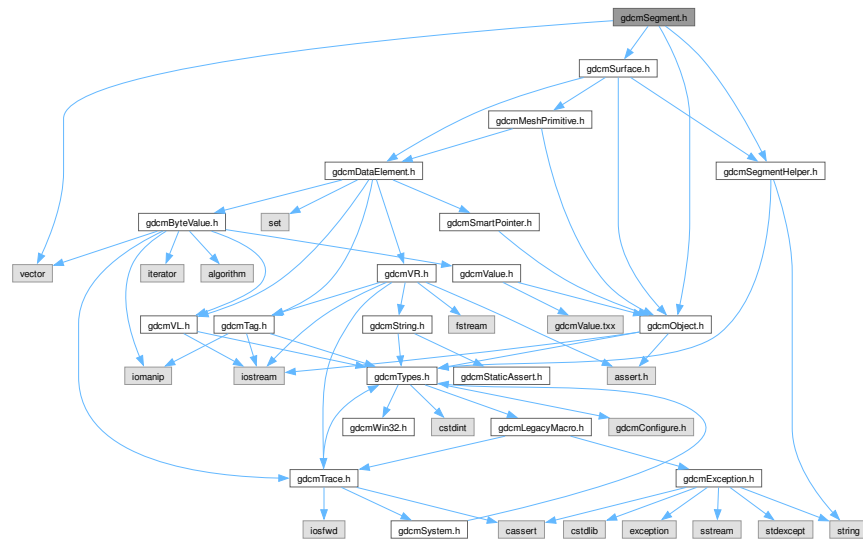 gdcmSegment.h
gdcmSurface.h
gdcmMeshPrimitive.h
gdcmDataElement.h
gdcmSegmentHelper.h
gdcmByteValue.h
set
gdcmSmartPointer.h
vector
iterator
algorithm
gdcmVR.h
gdcmValue.h
gdcmVL.h
gdcmTag.h
gdcmString.h
fstream
gdcmValue.txx
gdcmObject.h
iomanip
iostream
gdcmTypes.h
gdcmStaticAssert.h
assert.h
gdcmWin32.h
cstdint
gdcmLegacyMacro.h
gdcmConfigure.h
gdcmTrace.h
gdcmException.h
iosfwd
gdcmSystem.h
cassert
cstdlib
exception
sstream
stdexcept
string